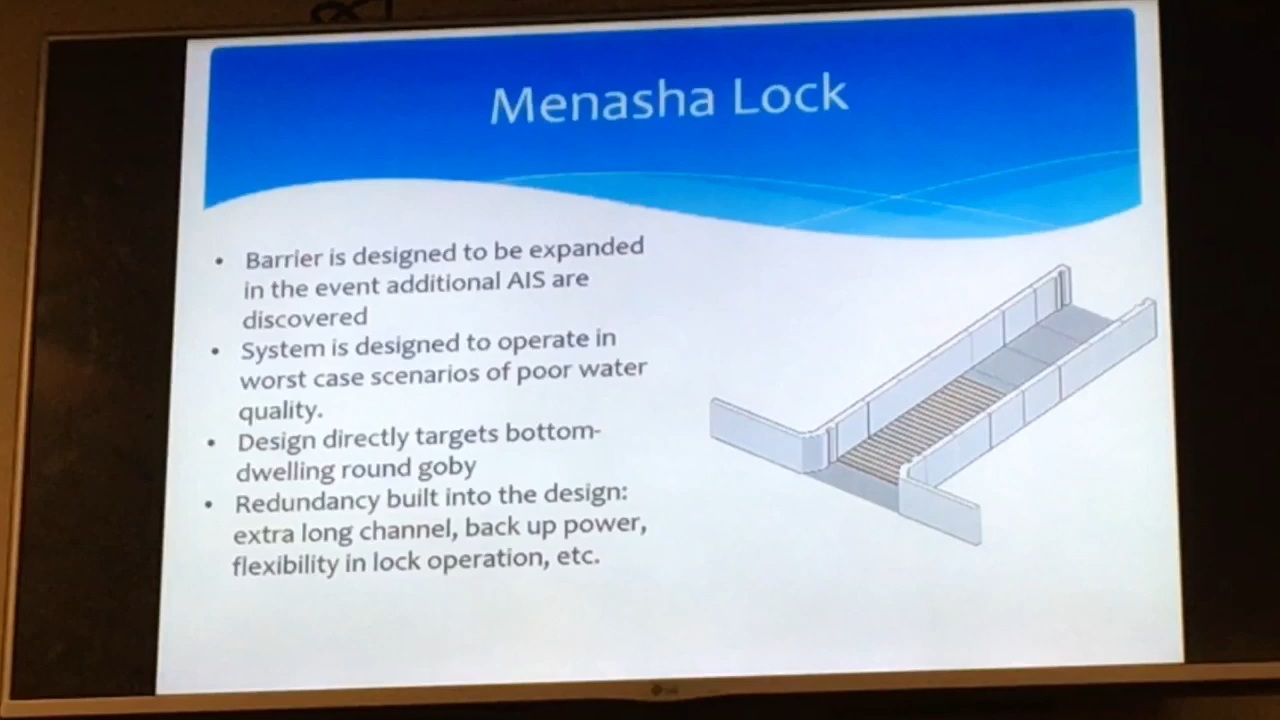 Menasha Lock
• Barrier is designed to be expanded
in the event additional AIS are
discovered
• System is designed to operate in
worst case scenarios of poor water
quality.
• Design directly targets bottom-
dwelling round goby
• Redundancy built into the design:
extra long channel, back up power,
flexibility in lock operation, etc.